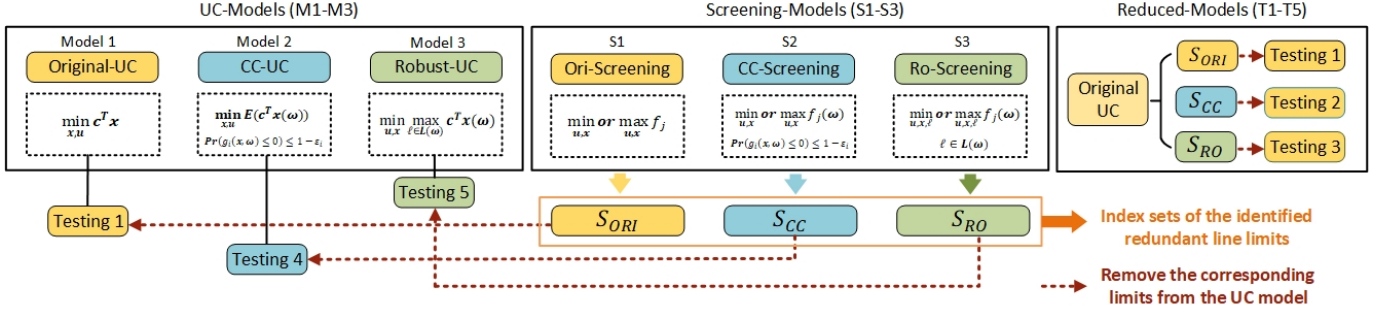 UC-Models (M1-M3)
Model 1
Model 2
Model 3
Original-UC
CC-UC
Robust-UC
min c^T x
x,u
min E(c^T x(ω))
x,u
Pr(g_i(x,ω) ≤ 0) ≤ 1 − ε_i
min max c^T x(ω)
u,x ℓ∈L(ω)
Testing 1
Testing 4
Testing 5
Screening-Models (S1-S3)
S1
S2
S3
Ori-Screening
CC-Screening
Ro-Screening
min or max f_j
u,x u,x
min or max f_j(ω)
u,x u,x
Pr(g_i(x,ω) ≤ 0) ≤ 1 − ε_i
min or max f_j(ω)
u,x,ℓ u,x,ℓ
ℓ ∈ L(ω)
S_ORI
S_CC
S_RO
Reduced-Models (T1-T5)
Original
UC
S_ORI
Testing 1
S_CC
Testing 2
S_RO
Testing 3
Index sets of the identified
redundant line limits
Remove the corresponding
limits from the UC model